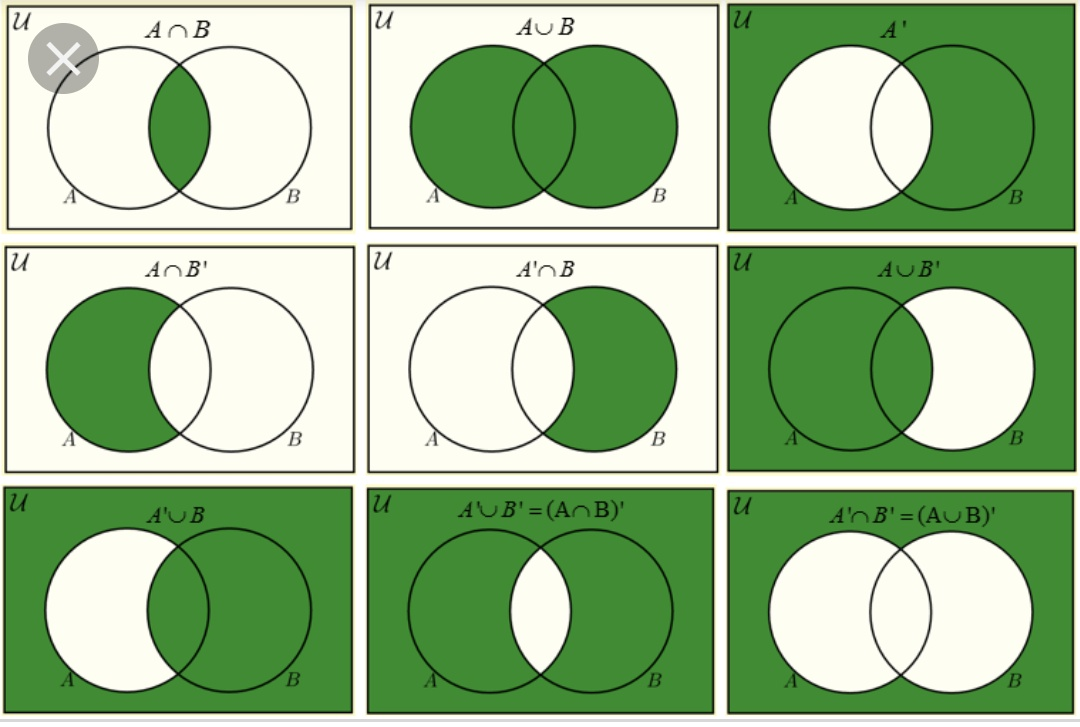 𝒰
A ∩ B
A B
𝒰
A∪ B
A B
𝒰
A'
A B
𝒰
A∩B'
A B
𝒰
A'∩ B
A B
𝒰
A∪B'
A B
𝒰
A'∪B
A B
𝒰
A'∪B' = (A∩B)'
A B
𝒰
A'∩B' = (A∪B)'
A B